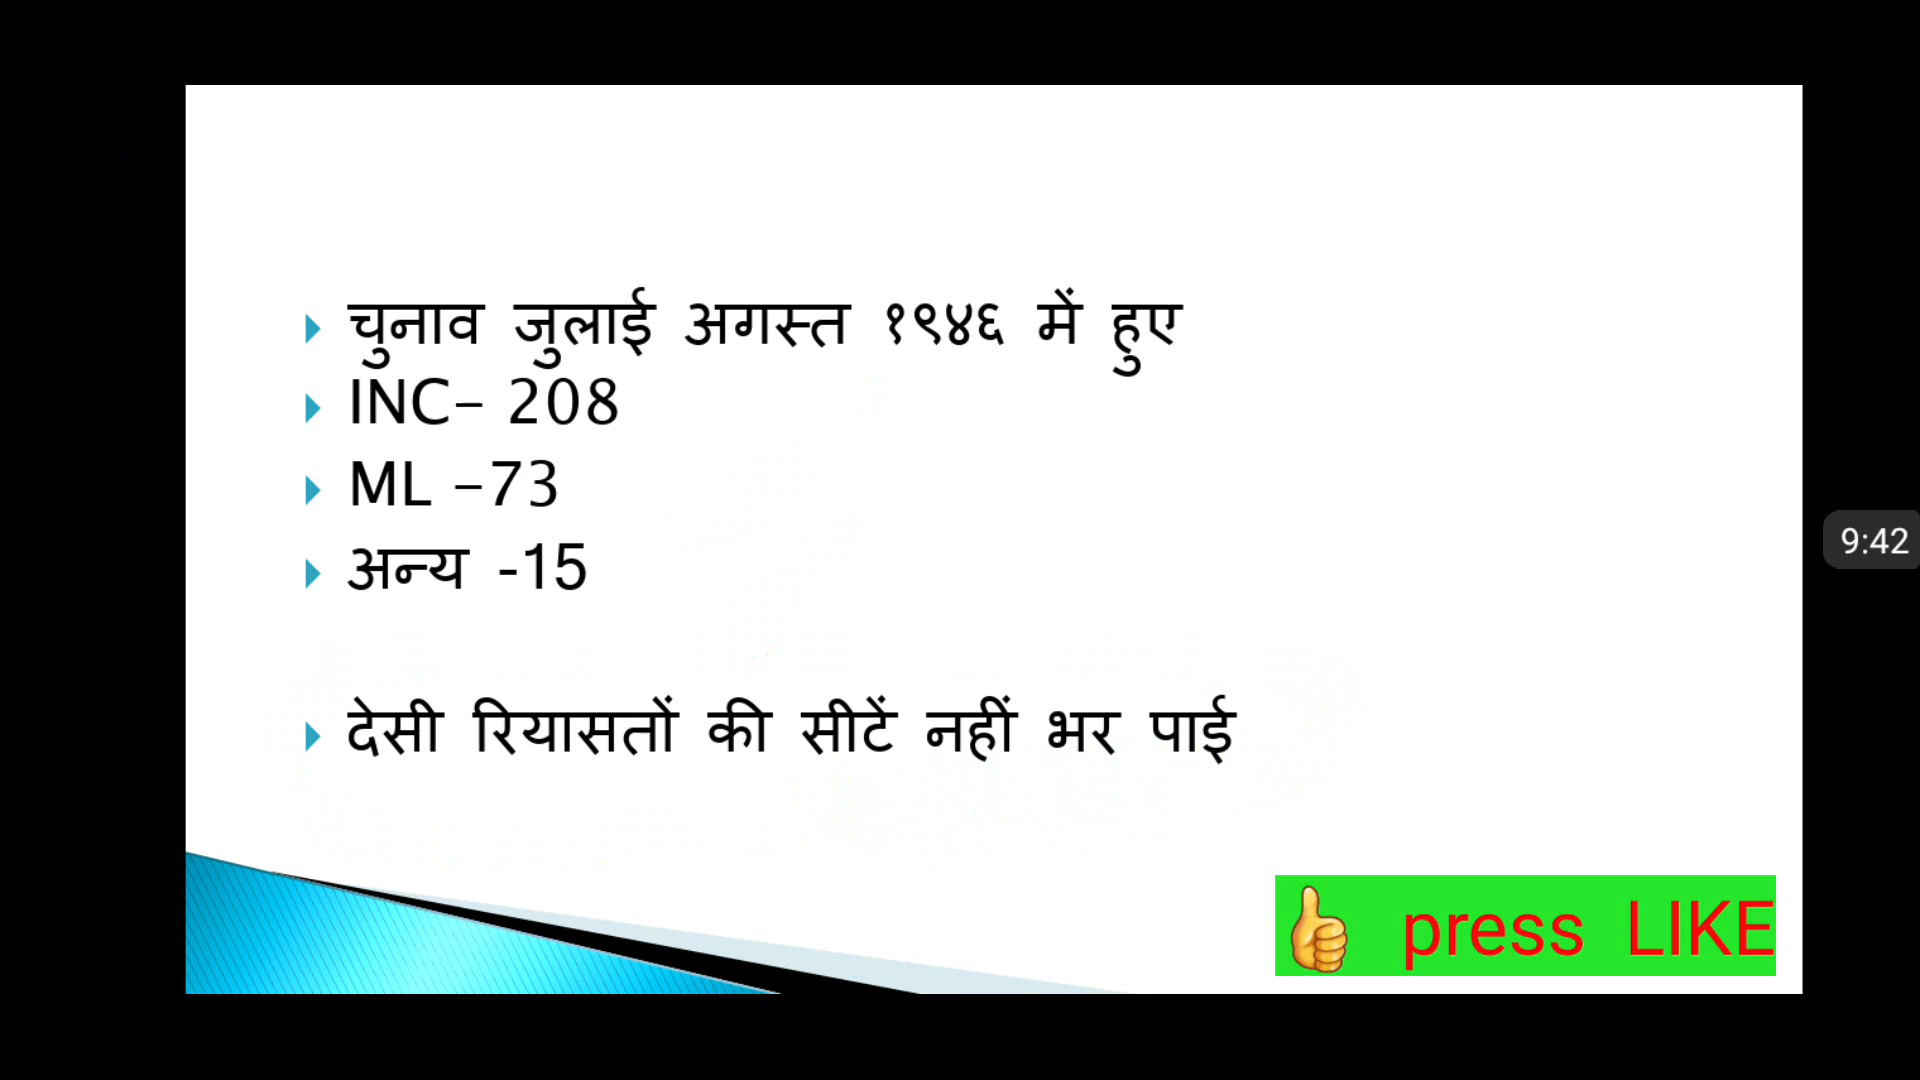 चुनाव जुलाई अगस्त १९४६ में हुए
INC- 208
ML -73
अन्य -15
देसी रियासतों की सीटें नहीं भर पाई
👍 press LIKE
9:42